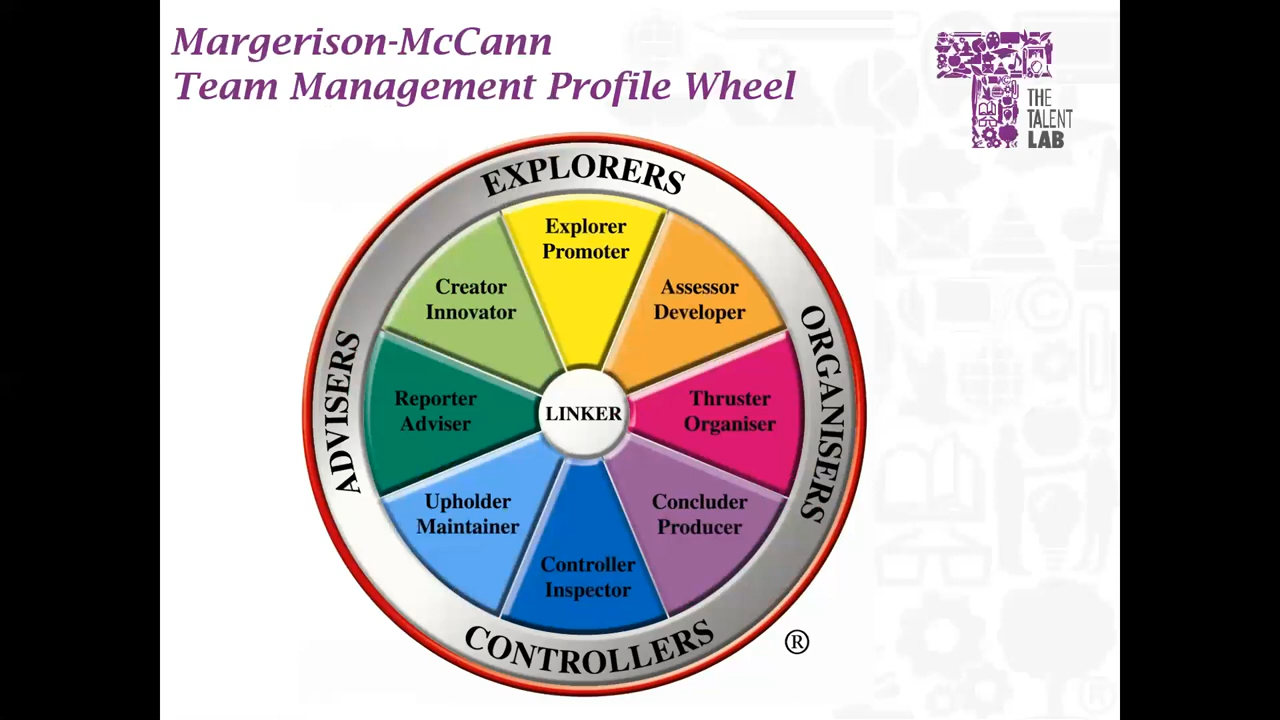 Margerison-McCann
Team Management Profile Wheel
THE
TALENT
LAB
EXPLORERS
Explorer
Promoter
Creator
Innovator
Assessor
Developer
ADVISERS
ORGANISERS
Reporter
Adviser
LINKER
Thruster
Organiser
Upholder
Maintainer
Concluder
Producer
Controller
Inspector
CONTROLLERS
®